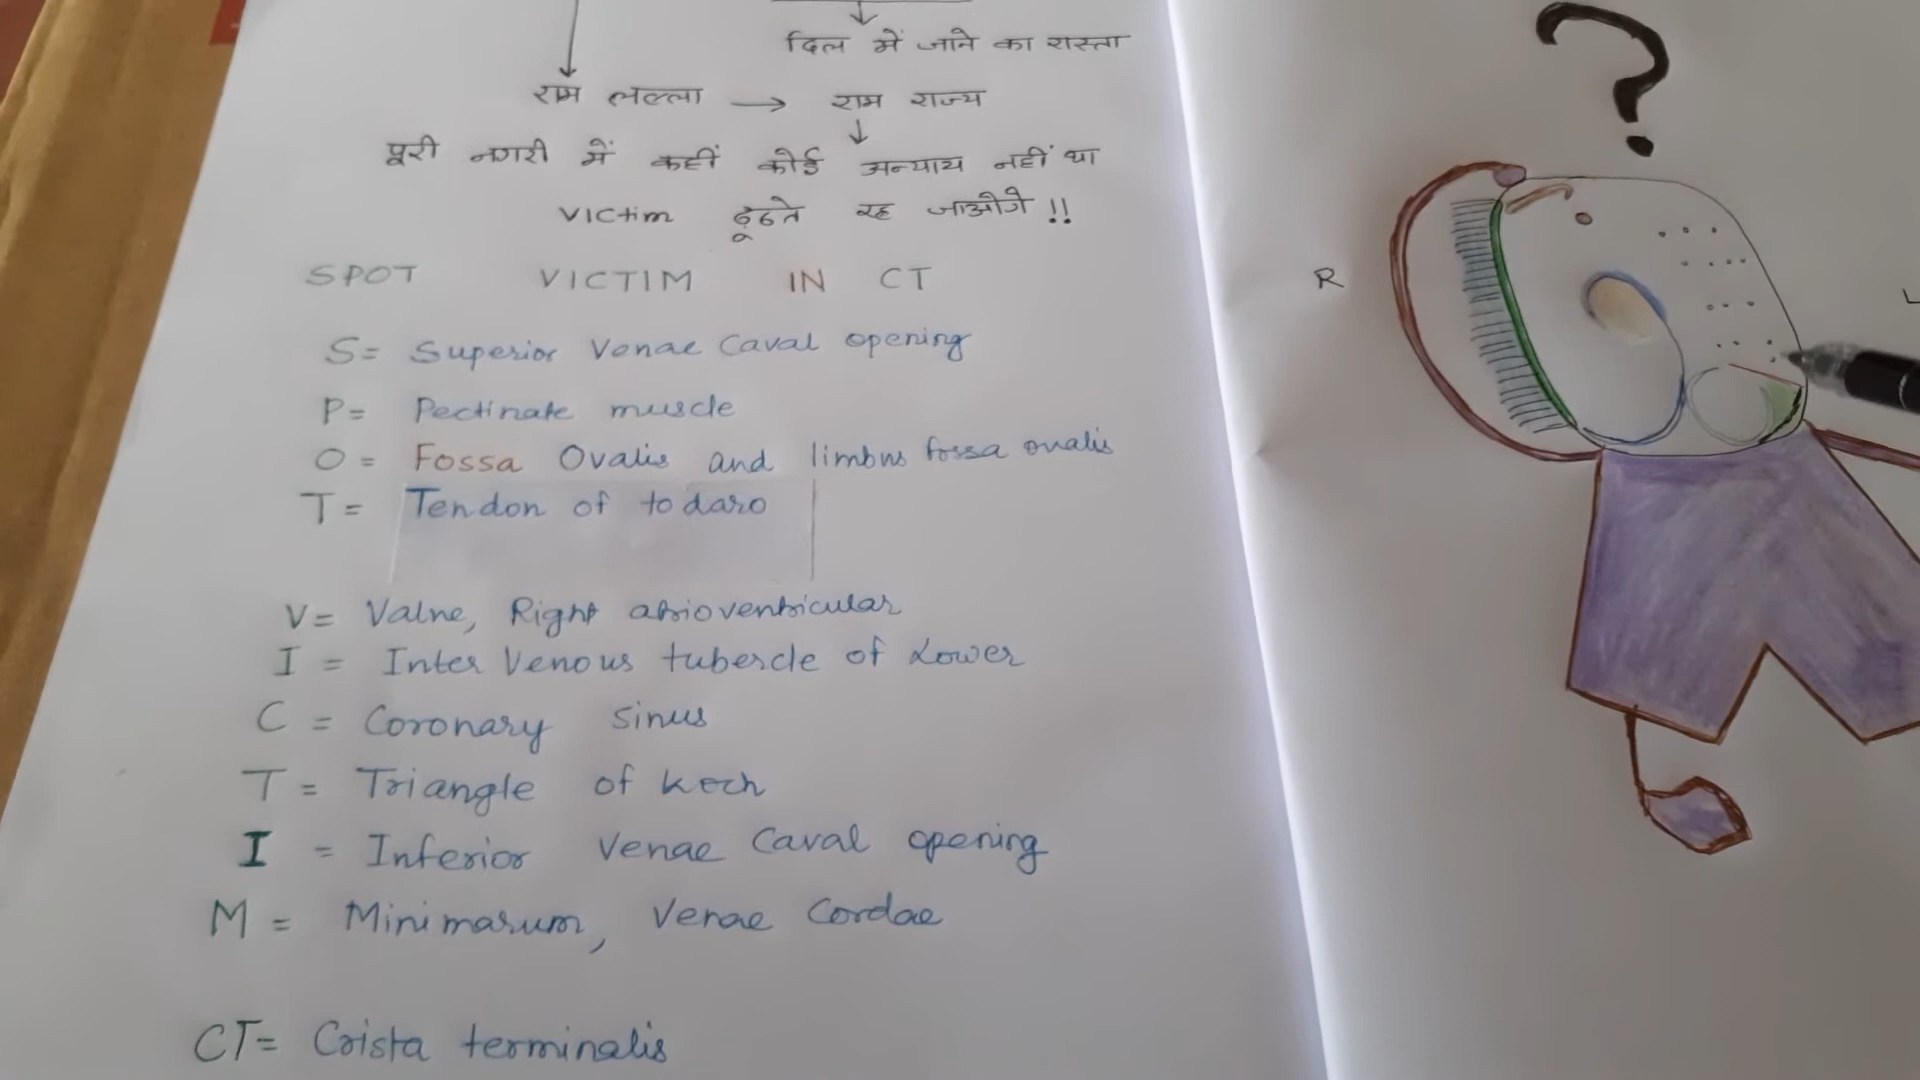 दिल में जाने का रास्ता
राम लल्ला → राम राज्य
पूरी नगरी में कहीं कोई अन्याय नहीं था
VICtim ढूढते रह जाओगे !!
SPOT VICTIM IN CT
S= Superior Venae Caval opening
P= Pectinate muscle
O = Fossa Ovalis and limbus fossa ovalis
T = Tendon of todaro
V= Valve, Right atrioventricular
I = Inter Venous tubercle of Lower
C = Coronary sinus
T = Triangle of Koch
I = Inferior Venae Caval opening
M = Minimarum, Venae Cordae
CT= Crista terminalis
?
R
L